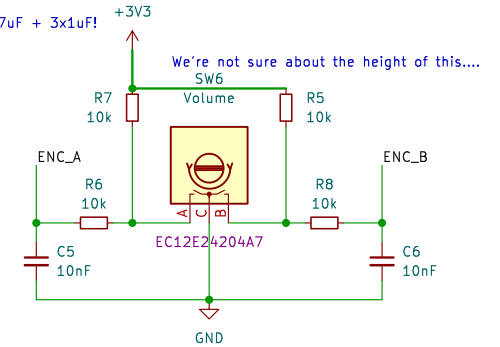 +3V3
7uF + 3x1uF!
We're not sure about the height of this....
SW6
Volume
R7
10k
R5
10k
ENC_A
ENC_B
R6
10k
R8
10k
A
C
B
EC12E24204A7
C5
10nF
C6
10nF
GND